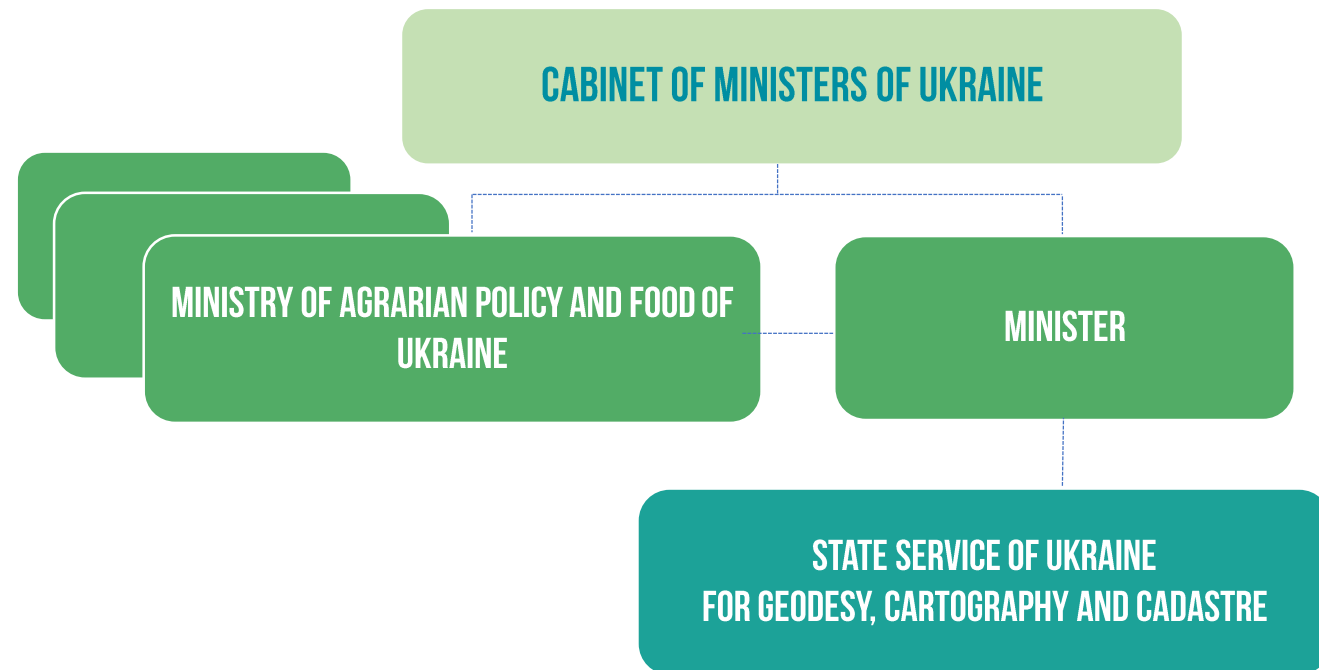 CABINET OF MINISTERS OF UKRAINE
MINISTRY OF AGRARIAN POLICY AND FOOD OF
UKRAINE
MINISTER
STATE SERVICE OF UKRAINE
FOR GEODESY, CARTOGRAPHY AND CADASTRE